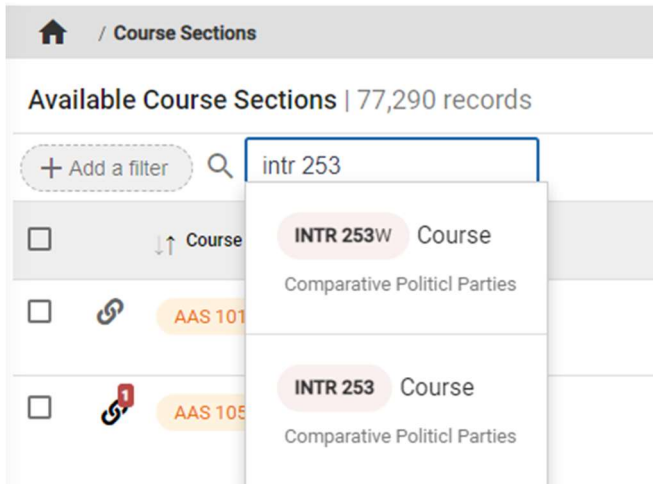 / Course Sections
Available Course Sections | 77,290 records
+ Add a filter
intr 253
Course
INTR 253W Course
Comparative Politicl Parties
AAS 101
INTR 253 Course
1
AAS 105
Comparative Politicl Parties